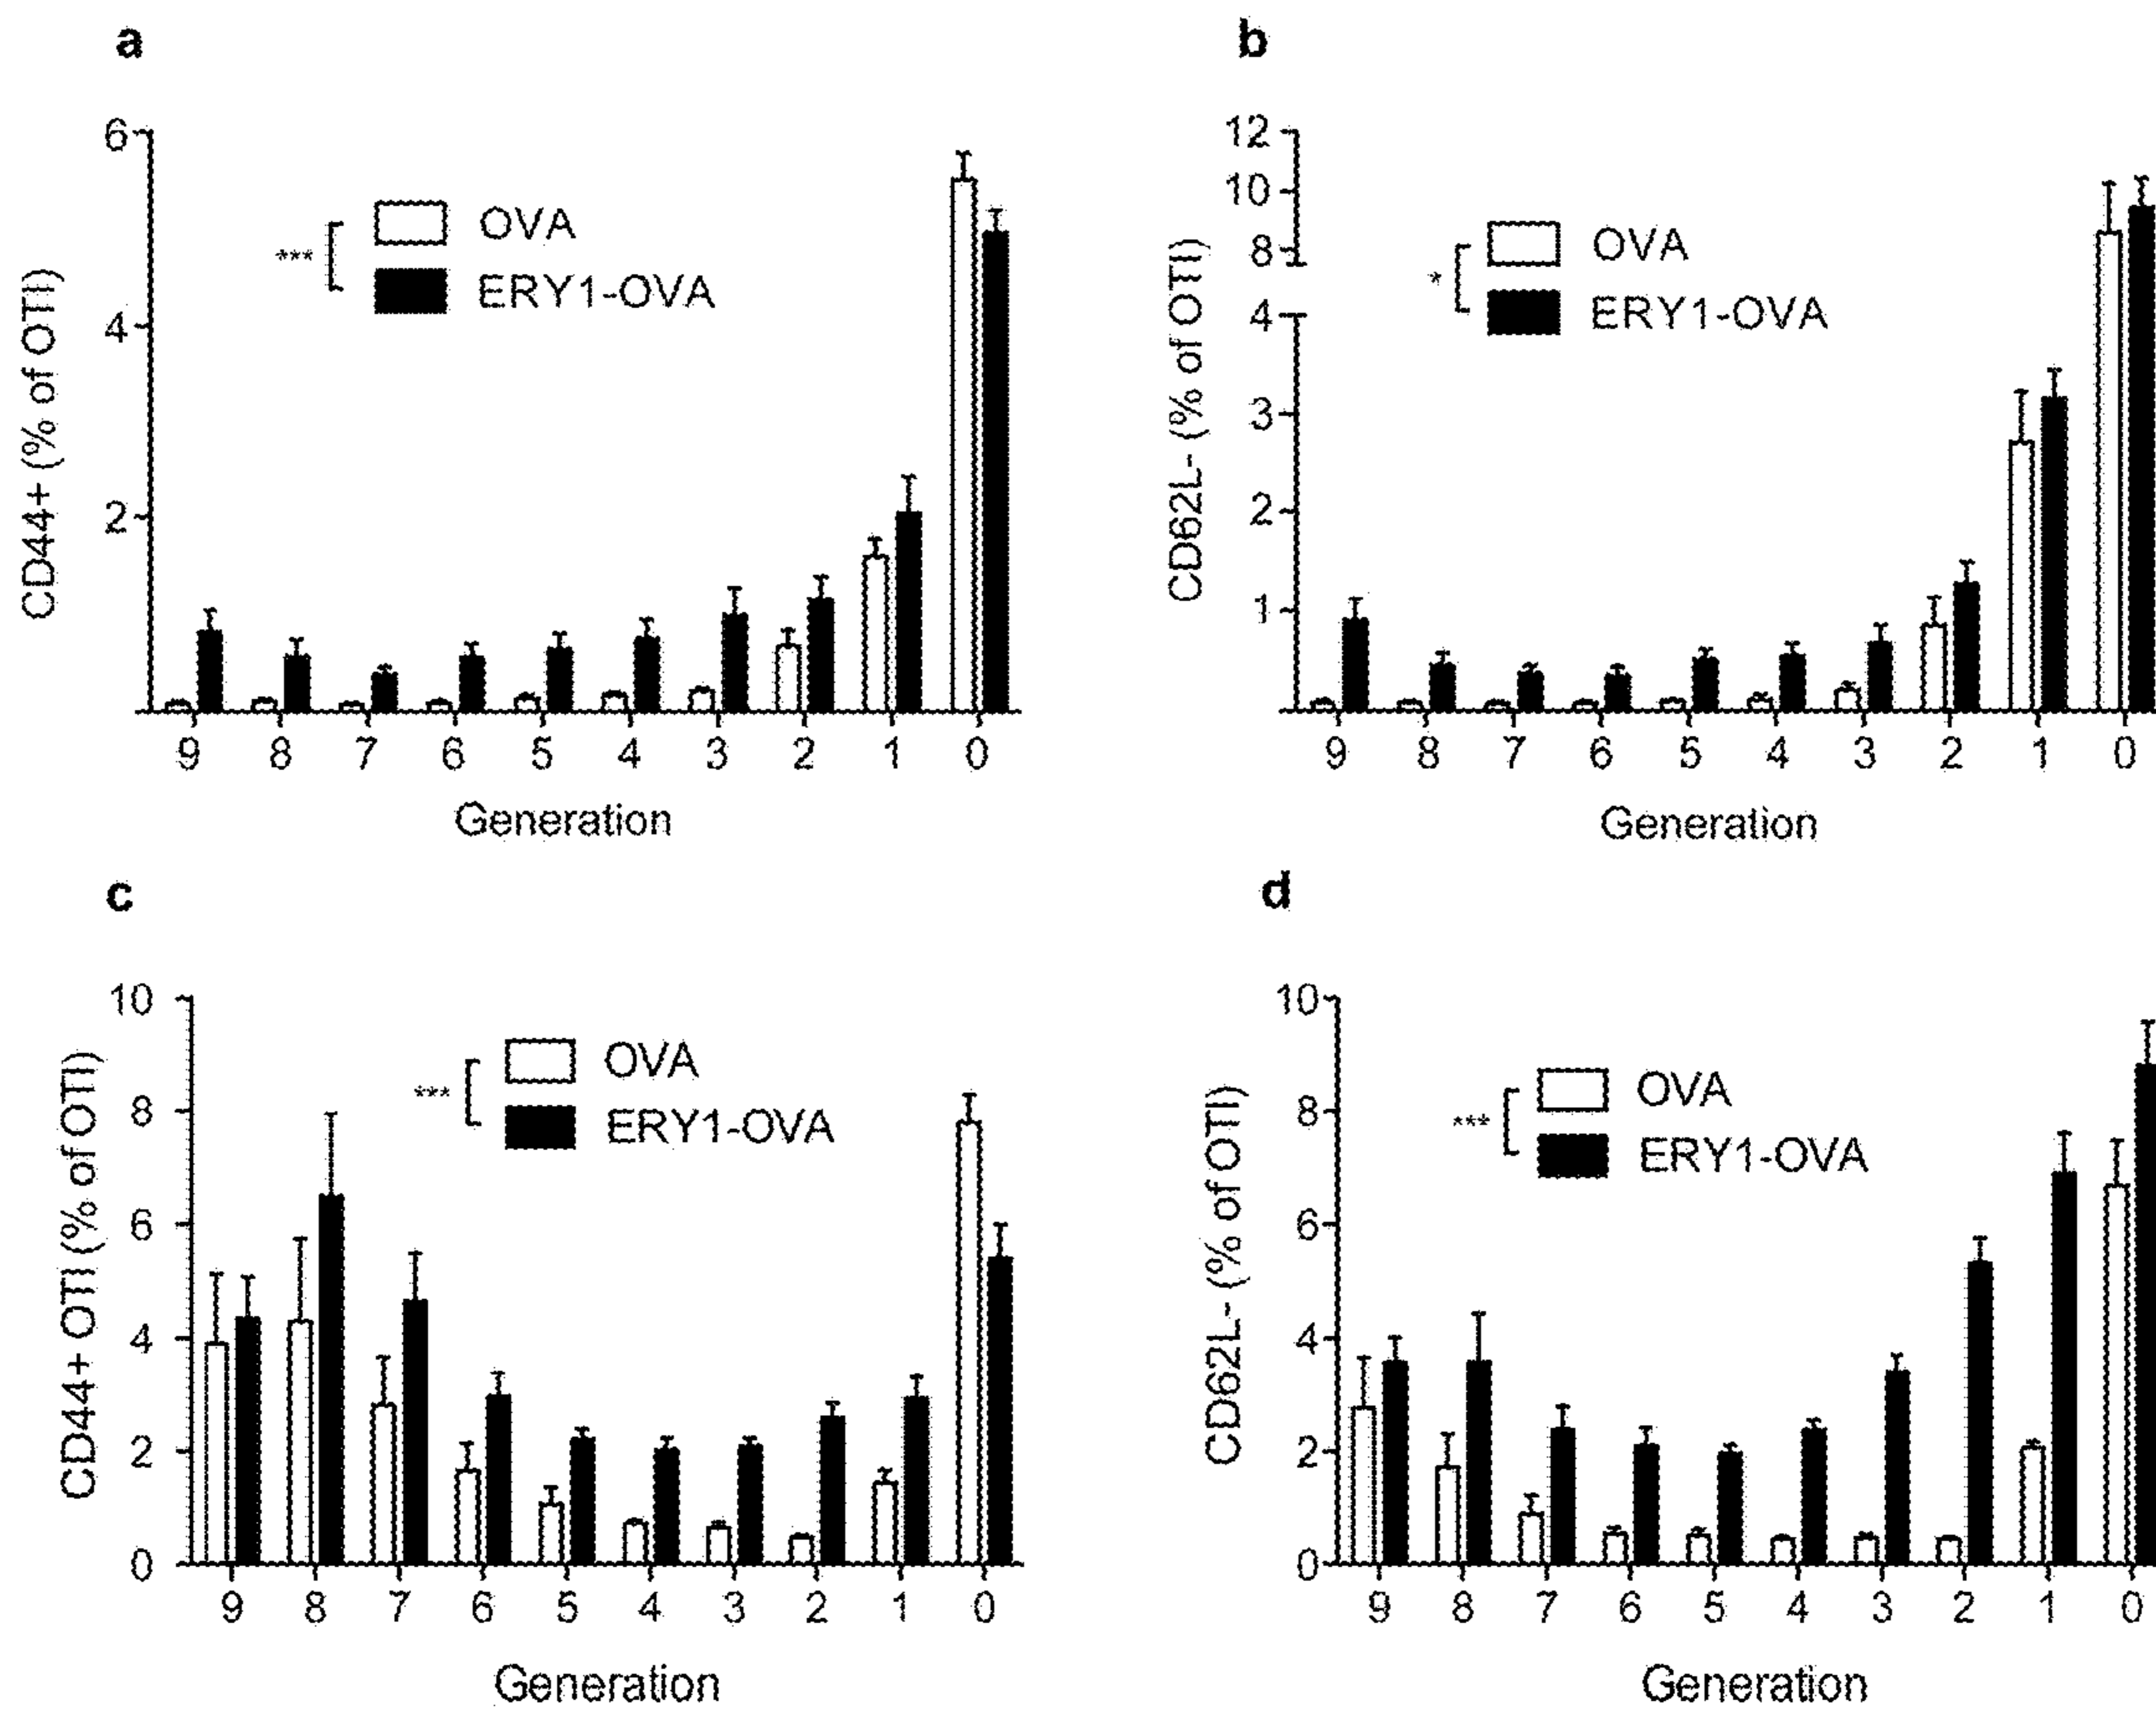 a
6
4
2
CD44+ (% of OTI)
***
OVA
ERY1-OVA
9 8 7 6 5 4 3 2 1 0
Generation
b
12
10
8
4
3
2
1
CD62L- (% of OTI)
*
OVA
ERY1-OVA
9 8 7 6 5 4 3 2 1 0
Generation
c
10
8
6
4
2
0
CD44+ OTI (% of OTI)
***
OVA
ERY1-OVA
9 8 7 6 5 4 3 2 1 0
Generation
d
10
8
6
4
2
0
CD62L- (% of OTI)
***
OVA
ERY1-OVA
9 8 7 6 5 4 3 2 1 0
Generation